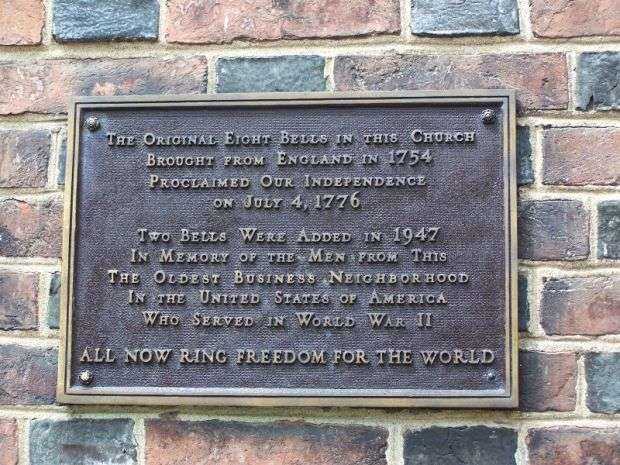 The Original Eight Bells in this Church
Brought from England in 1754
Proclaimed Our Independence
on July 4, 1776
Two Bells Were Added in 1947
In Memory of the Men from This
The Oldest Business Neighborhood
In the United States of America
Who Served in World War II
All now ring freedom for the world